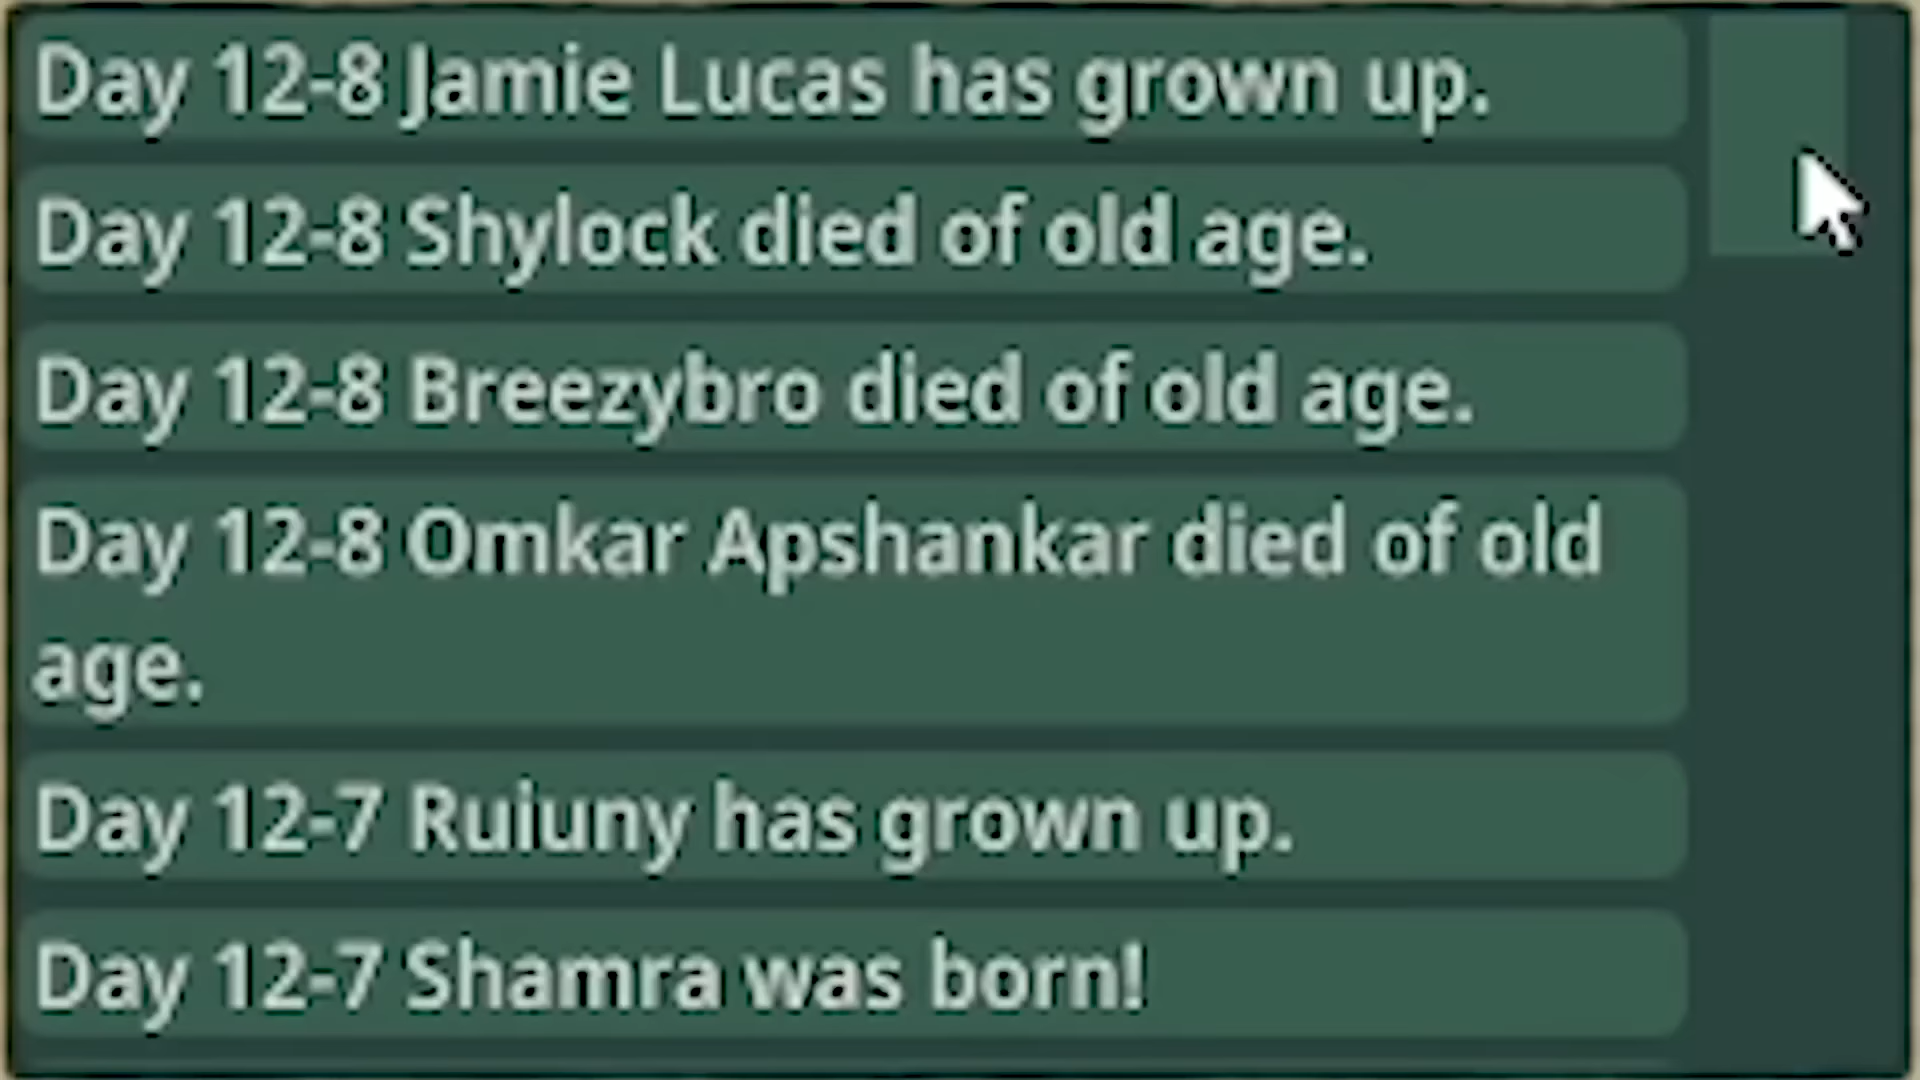 Day 12-8 Jamie Lucas has grown up.
Day 12-8 Shylock died of old age.
Day 12-8 Breezybro died of old age.
Day 12-8 Omkar Apshankar died of old
age.
Day 12-7 Ruiuny has grown up.
Day 12-7 Shamra was born!